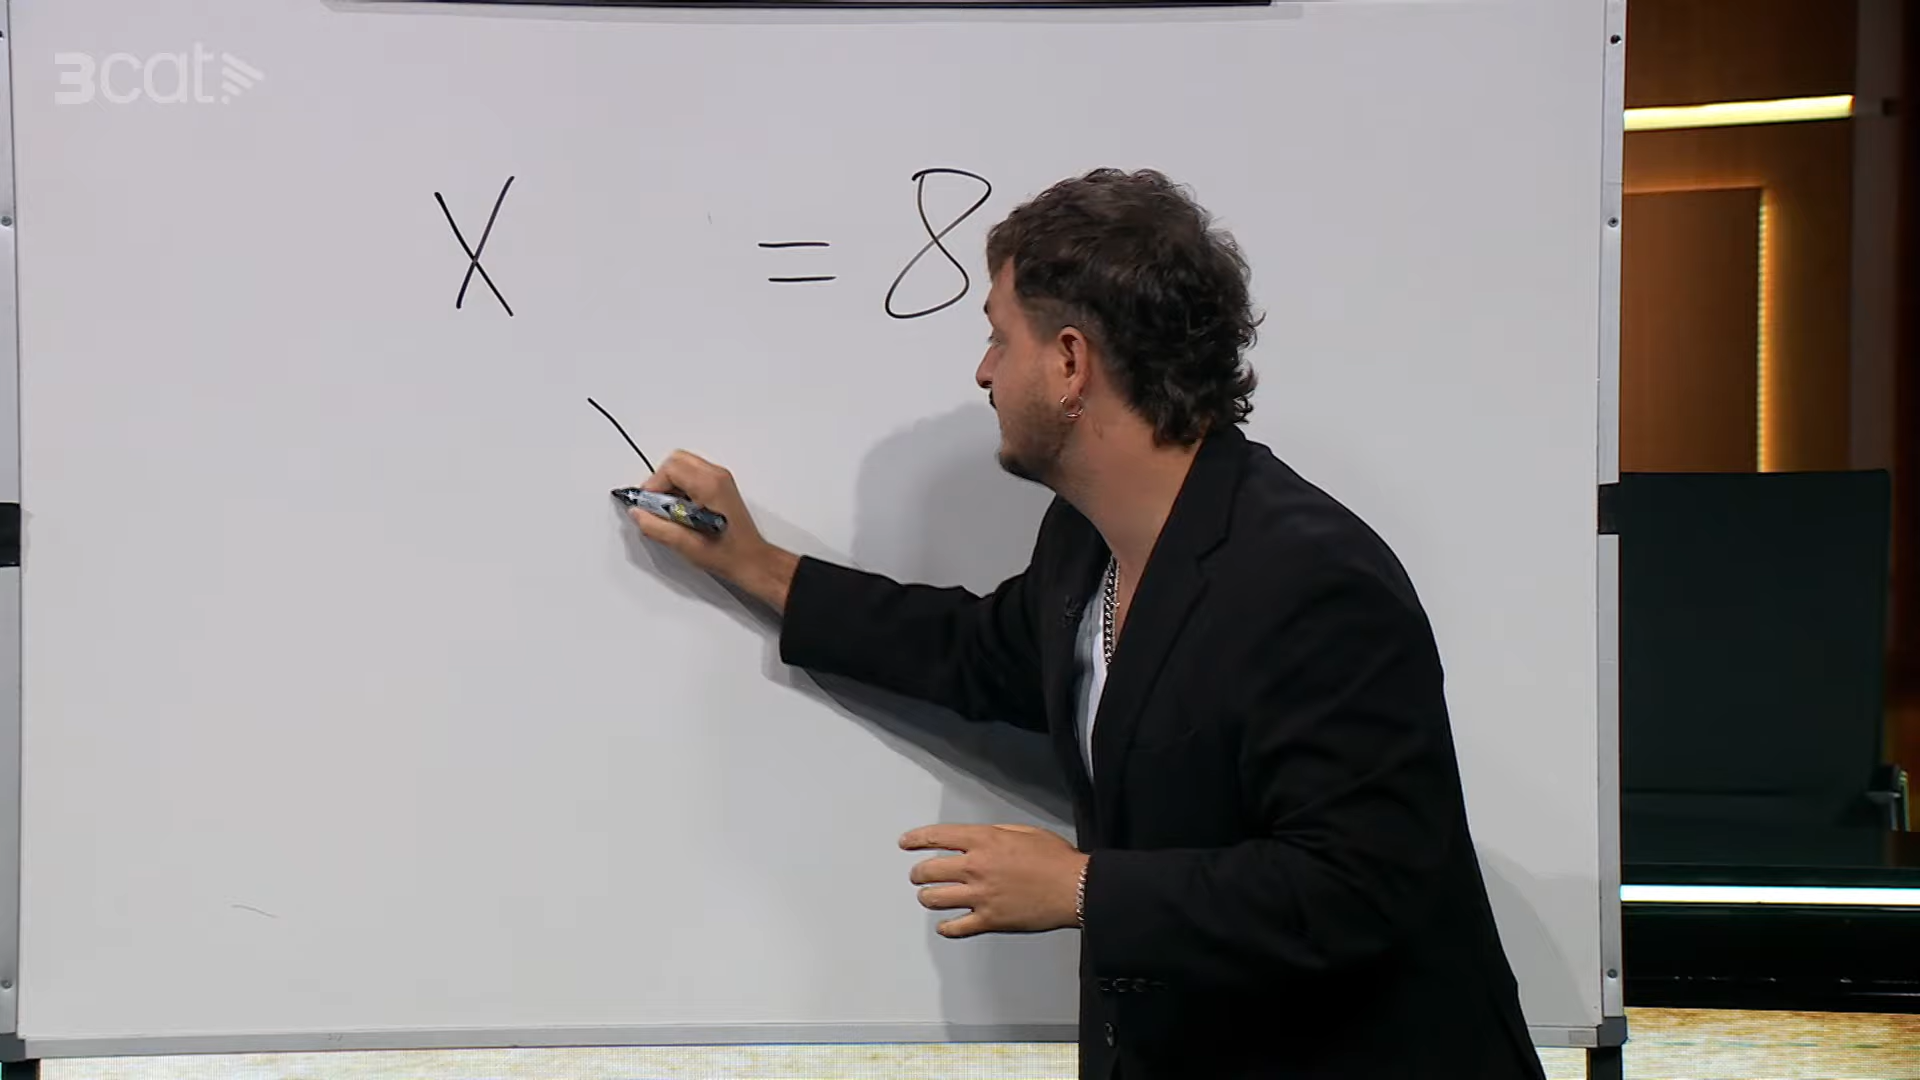 3cat
X = 8